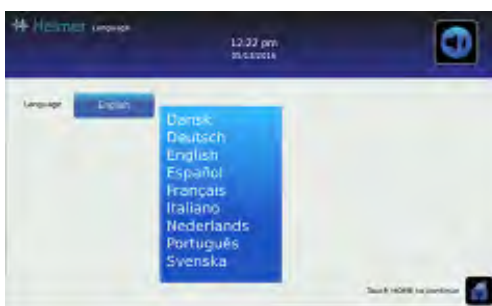 Helmer Language
12:22 pm
Language
English
Dansk
Deutsch
English
Español
Français
Italiano
Nederlands
Português
Svenska
Touch HOME to continue